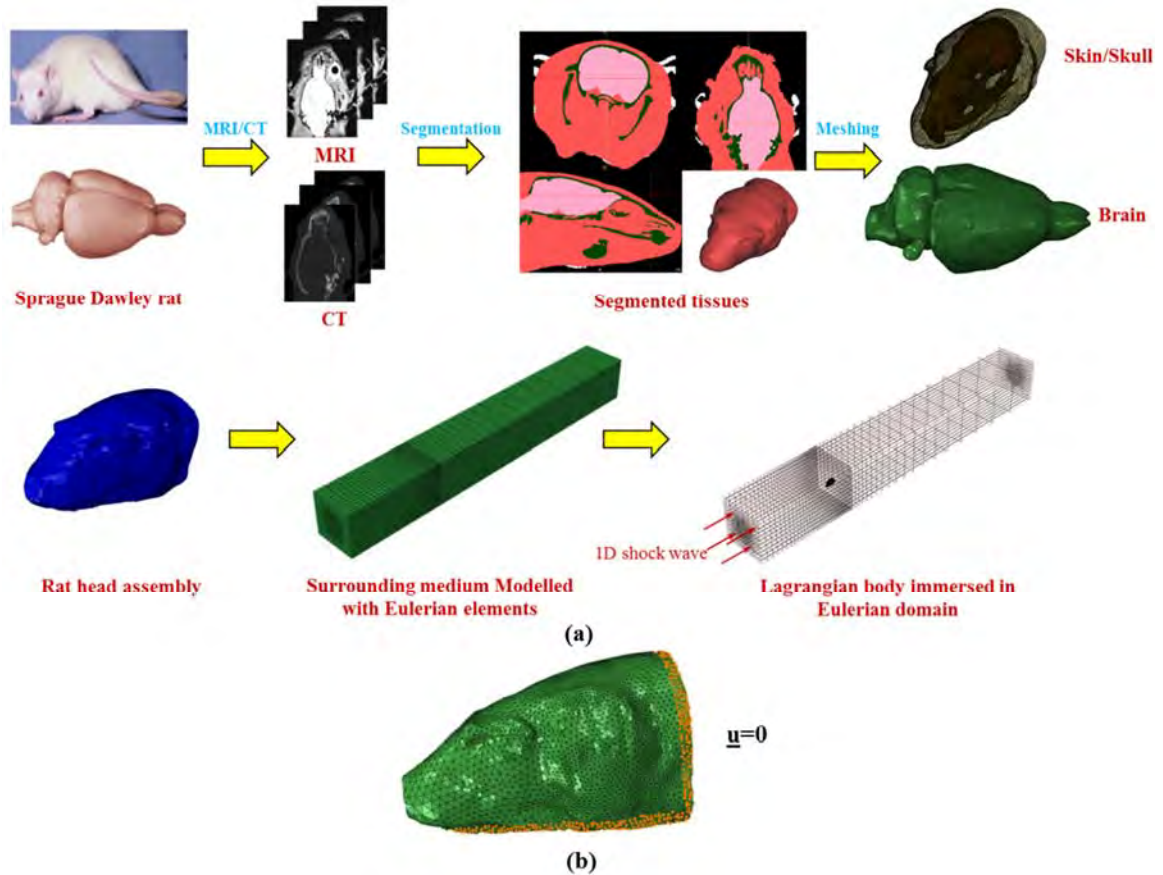 MRI/CT
Segmentation
Meshing
Skin/Skull
MRI
Brain
Sprague Dawley rat
CT
Segmented tissues
1D shock wave
Rat head assembly
Surrounding medium Modelled
with Eulerian elements
Lagrangian body immersed in
Eulerian domain
(a)
u=0
(b)